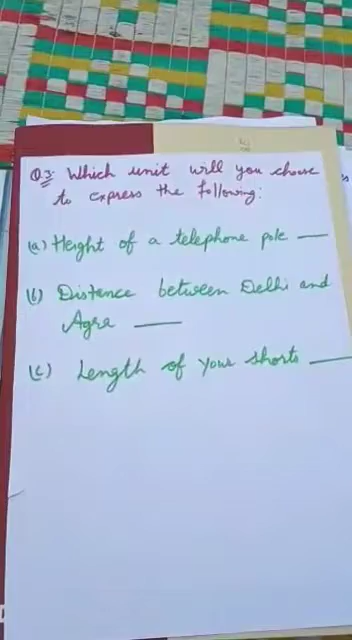 Q.3. Which unit will you choose
to express the following:
(a) Height of a telephone pole —
(b) Distance between Delhi and
Agra —
(c) Length of your shorts —